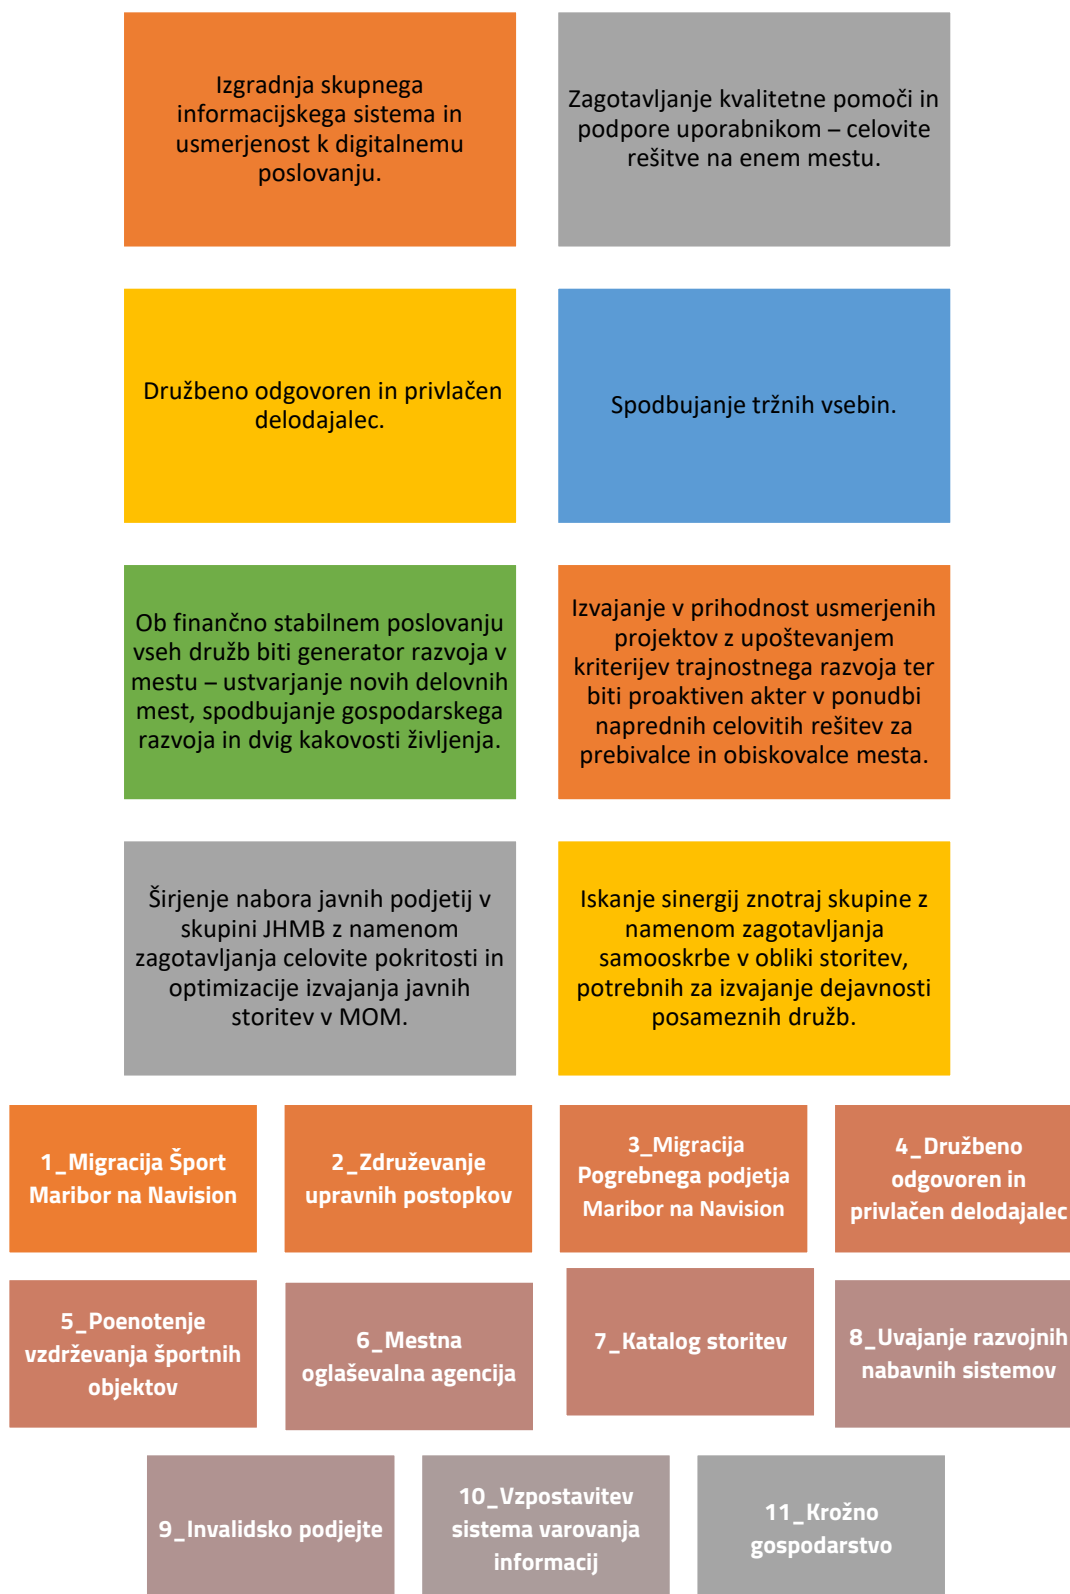 Izgradnja skupnega
informacijskega sistema in
usmerjenost k digitalnemu
poslovanju.
Zagotavljanje kvalitetne pomoči in
podpore uporabnikom – celovite
rešitve na enem mestu.
Družbeno odgovoren in privlačen
delodajalec.
Spodbujanje tržnih vsebin.
Ob finančno stabilnem poslovanju
vseh družb biti generator razvoja v
mestu – ustvarjanje novih delovnih
mest, spodbujanje gospodarskega
razvoja in dvig kakovosti življenja.
Izvajanje v prihodnost usmerjenih
projektov z upoštevanjem
kriterijev trajnostnega razvoja ter
biti proaktiven akter v ponudbi
naprednih celovitih rešitev za
prebivalce in obiskovalce mesta.
Širjenje nabora javnih podjetij v
skupini JHMB z namenom
zagotavljanja celovite pokritosti in
optimizacije izvajanja javnih
storitev v MOM.
Iskanje sinergij znotraj skupine z
namenom zagotavljanja
samooskrbe v obliki storitev,
potrebnih za izvajanje dejavnosti
posameznih družb.
1_Migracija Šport
Maribor na Navision
2_Združevanje
upravnih postopkov
3_Migracija
Pogrebnega podjetja
Maribor na Navision
4_Družbeno
odgovoren in
privlačen delodajalec
5_Poenotenje
vzdrževanja športnih
objektov
6_Mestna
oglaševalna agencija
7_Katalog storitev
8_Uvajanje razvojnih
nabavnih sistemov
9_Invalidsko podjejte
10_Vzpostavitev
sistema varovanja
informacij
11_Krožno
gospodarstvo